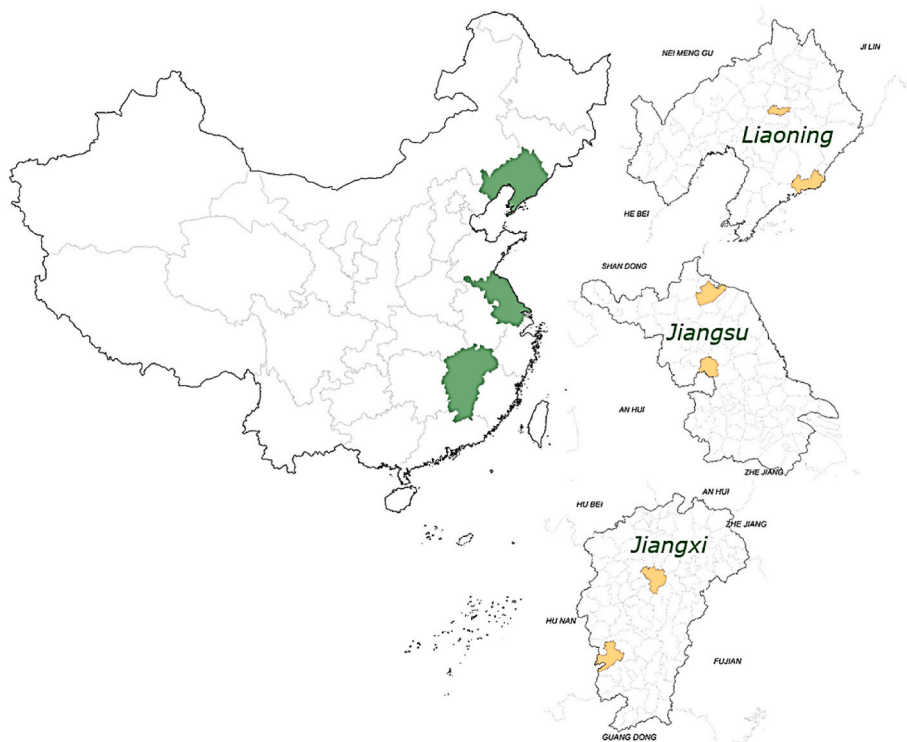 NEI MENG GU
JI LIN
Liaoning
HE BEI
SHAN DONG
Jiangsu
AN HUI
ZHE JIANG
AN HUI
HU BEI
ZHE JIANG
Jiangxi
HU NAN
FUJIAN
GUANG DONG